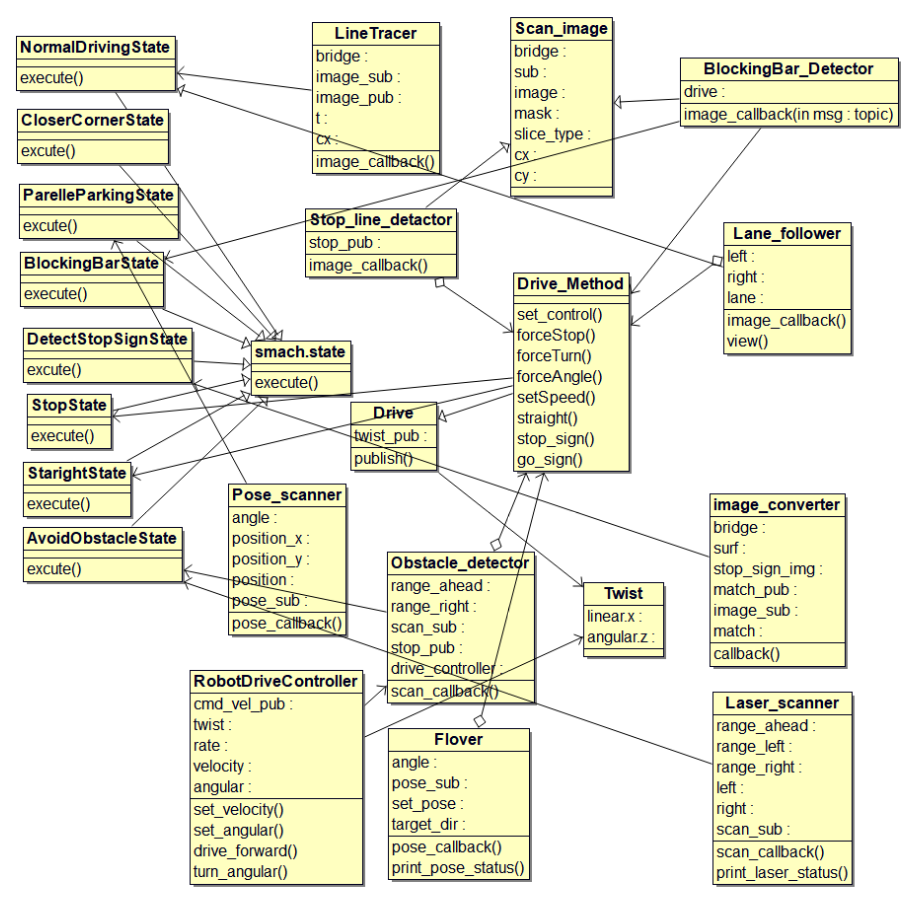 NormalDrivingState
execute()
CloserCornerState
excute()
ParelleParkingState
excute()
BlockingBarState
excute()
DetectStopSignState
excute()
StopState
execute()
StarightState
execute()
AvoidObstacleState
excute()
LineTracer
bridge :
image_sub :
image_pub :
t :
cx :
image_callback()
Scan_image
bridge :
sub :
image :
mask :
slice_type :
cx :
cy :
BlockingBar_Detector
drive :
image_callback(in msg : topic)
Stop_line_detactor
stop_pub :
image_callback()
Lane_follower
left :
right :
lane :
image_callback()
view()
Drive_Method
set_control()
forceStop()
forceTurn()
forceAngle()
setSpeed()
straight()
stop_sign()
go_sign()
smach.state
execute()
Drive
twist_pub :
publish()
Pose_scanner
angle :
position_x :
position_y :
position :
pose_sub :
pose_callback()
image_converter
bridge :
surf :
stop_sign_img :
match_pub :
image_sub :
match :
callback()
Obstacle_detector
range_ahead :
range_right :
scan_sub :
stop_pub :
drive_controller :
scan_callback()
Twist
linear.x :
angular.z :
RobotDriveController
cmd_vel_pub :
twist :
rate :
velocity :
angular :
set_velocity()
set_angular()
drive_forward()
turn_angular()
Flover
angle :
pose_sub :
set_pose :
target_dir :
pose_callback()
print_pose_status()
Laser_scanner
range_ahead :
range_left :
range_right :
left :
right :
scan_sub :
scan_callback()
print_laser_status()